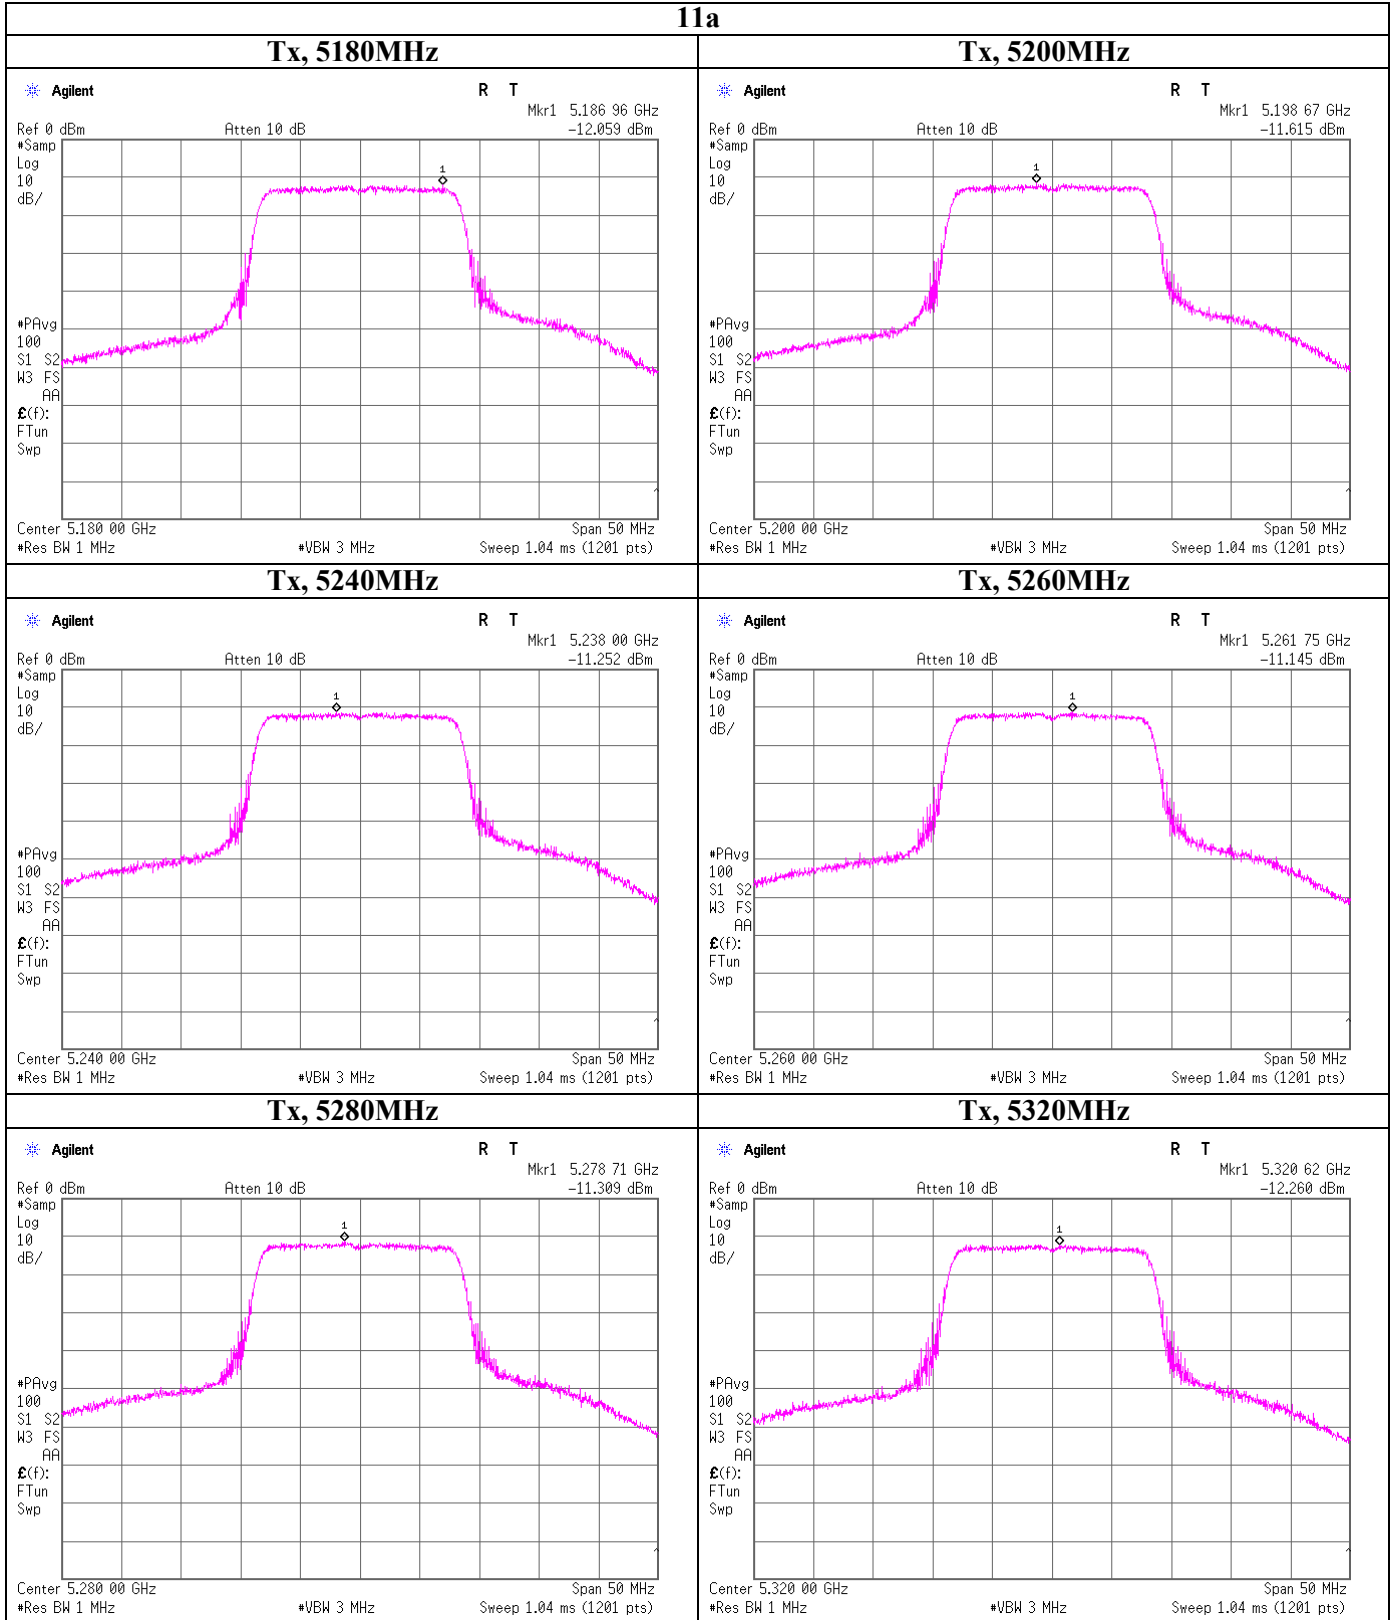 11a
Tx, 5180MHz
Tx, 5200MHz
Agilent
R T
Mkr1 5.186 96 GHz
Ref 0 dBm
Atten 10 dB
-12.059 dBm
#Samp
Log
10
dB/
1
#PAvg
100
S1 S2
W3 FS
AA
£(f):
FTun
Swp
Center 5.180 00 GHz
Span 50 MHz
#Res BW 1 MHz
#VBW 3 MHz
Sweep 1.04 ms (1201 pts)
Agilent
R T
Mkr1 5.198 67 GHz
Ref 0 dBm
Atten 10 dB
-11.615 dBm
#Samp
Log
10
dB/
1
#PAvg
100
S1 S2
W3 FS
AA
£(f):
FTun
Swp
Center 5.200 00 GHz
Span 50 MHz
#Res BW 1 MHz
#VBW 3 MHz
Sweep 1.04 ms (1201 pts)
Tx, 5240MHz
Tx, 5260MHz
Agilent
R T
Mkr1 5.238 00 GHz
Ref 0 dBm
Atten 10 dB
-11.252 dBm
#Samp
Log
10
dB/
1
#PAvg
100
S1 S2
W3 FS
AA
£(f):
FTun
Swp
Center 5.240 00 GHz
Span 50 MHz
#Res BW 1 MHz
#VBW 3 MHz
Sweep 1.04 ms (1201 pts)
Agilent
R T
Mkr1 5.261 75 GHz
Ref 0 dBm
Atten 10 dB
-11.145 dBm
#Samp
Log
10
dB/
1
#PAvg
100
S1 S2
W3 FS
AA
£(f):
FTun
Swp
Center 5.260 00 GHz
Span 50 MHz
#Res BW 1 MHz
#VBW 3 MHz
Sweep 1.04 ms (1201 pts)
Tx, 5280MHz
Tx, 5320MHz
Agilent
R T
Mkr1 5.278 71 GHz
Ref 0 dBm
Atten 10 dB
-11.309 dBm
#Samp
Log
10
dB/
1
#PAvg
100
S1 S2
W3 FS
AA
£(f):
FTun
Swp
Center 5.280 00 GHz
Span 50 MHz
#Res BW 1 MHz
#VBW 3 MHz
Sweep 1.04 ms (1201 pts)
Agilent
R T
Mkr1 5.320 62 GHz
Ref 0 dBm
Atten 10 dB
-12.260 dBm
#Samp
Log
10
dB/
1
#PAvg
100
S1 S2
W3 FS
AA
£(f):
FTun
Swp
Center 5.320 00 GHz
Span 50 MHz
#Res BW 1 MHz
#VBW 3 MHz
Sweep 1.04 ms (1201 pts)